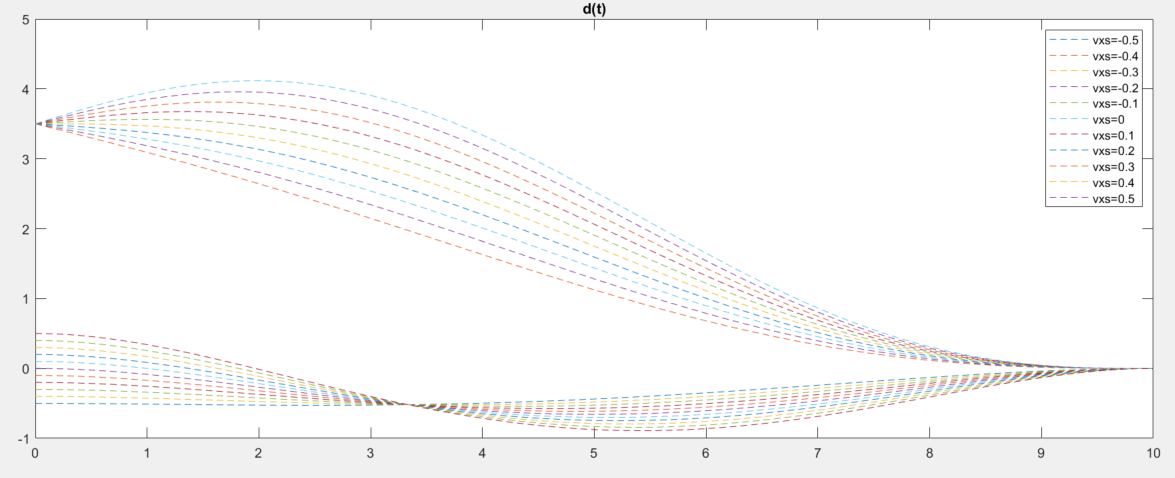 d(t)
5
4
3
2
1
0
-1
0 1 2 3 4 5 6 7 8 9 10
vxs=-0.5
vxs=-0.4
vxs=-0.3
vxs=-0.2
vxs=-0.1
vxs=0
vxs=0.1
vxs=0.2
vxs=0.3
vxs=0.4
vxs=0.5